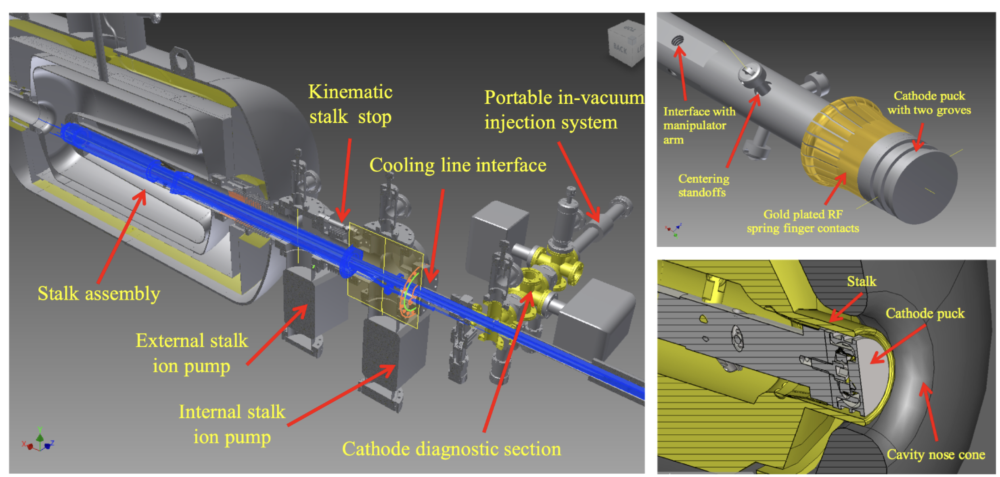 Kinematic
stalk stop
Portable in-vacuum
injection system
Cooling line interface
Stalk assembly
External stalk
ion pump
Internal stalk
ion pump
Cathode diagnostic section
TOP
BACK
LEF
Y
X
Z
Interface with
manipulator
arm
Centering
standoffs
Cathode puck
with two groves
Gold plated RF
spring finger contacts
X
Z
Stalk
Cathode puck
Cavity nose cone